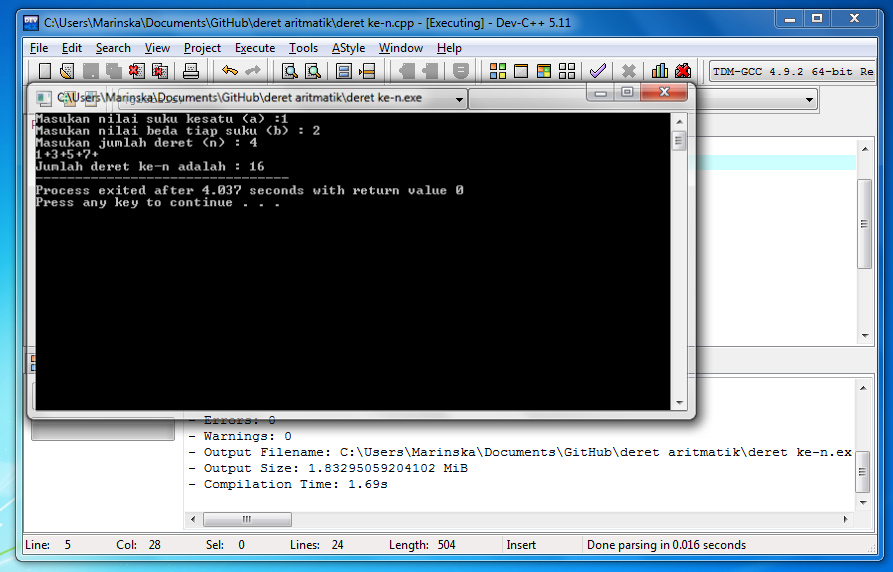 C:\Users\Marinska\Documents\GitHub\deret aritmatik\deret ke-n.cpp - [Executing] - Dev-C++ 5.11
File Edit Search View Project Execute Tools AStyle Window Help
TDM-GCC 4.9.2 64-bit Re
C:\Users\Marinska\Documents\GitHub\deret aritmatik\deret ke-n.exe
Masukan nilai suku kesatu (a) :1
Masukan nilai beda tiap suku (b) : 2
Masukan jumlah deret (n) : 4
1+3+5+7+
Jumlah deret ke-n adalah : 16
--------------------------------
Process exited after 4.037 seconds with return value 0
Press any key to continue . . .
- Errors: 0
- Warnings: 0
- Output Filename: C:\Users\Marinska\Documents\GitHub\deret aritmatik\deret ke-n.ex
- Output Size: 1.83295059204102 MiB
- Compilation Time: 1.69s
Line: 5 Col: 28 Sel: 0 Lines: 24 Length: 504 Insert Done parsing in 0.016 seconds